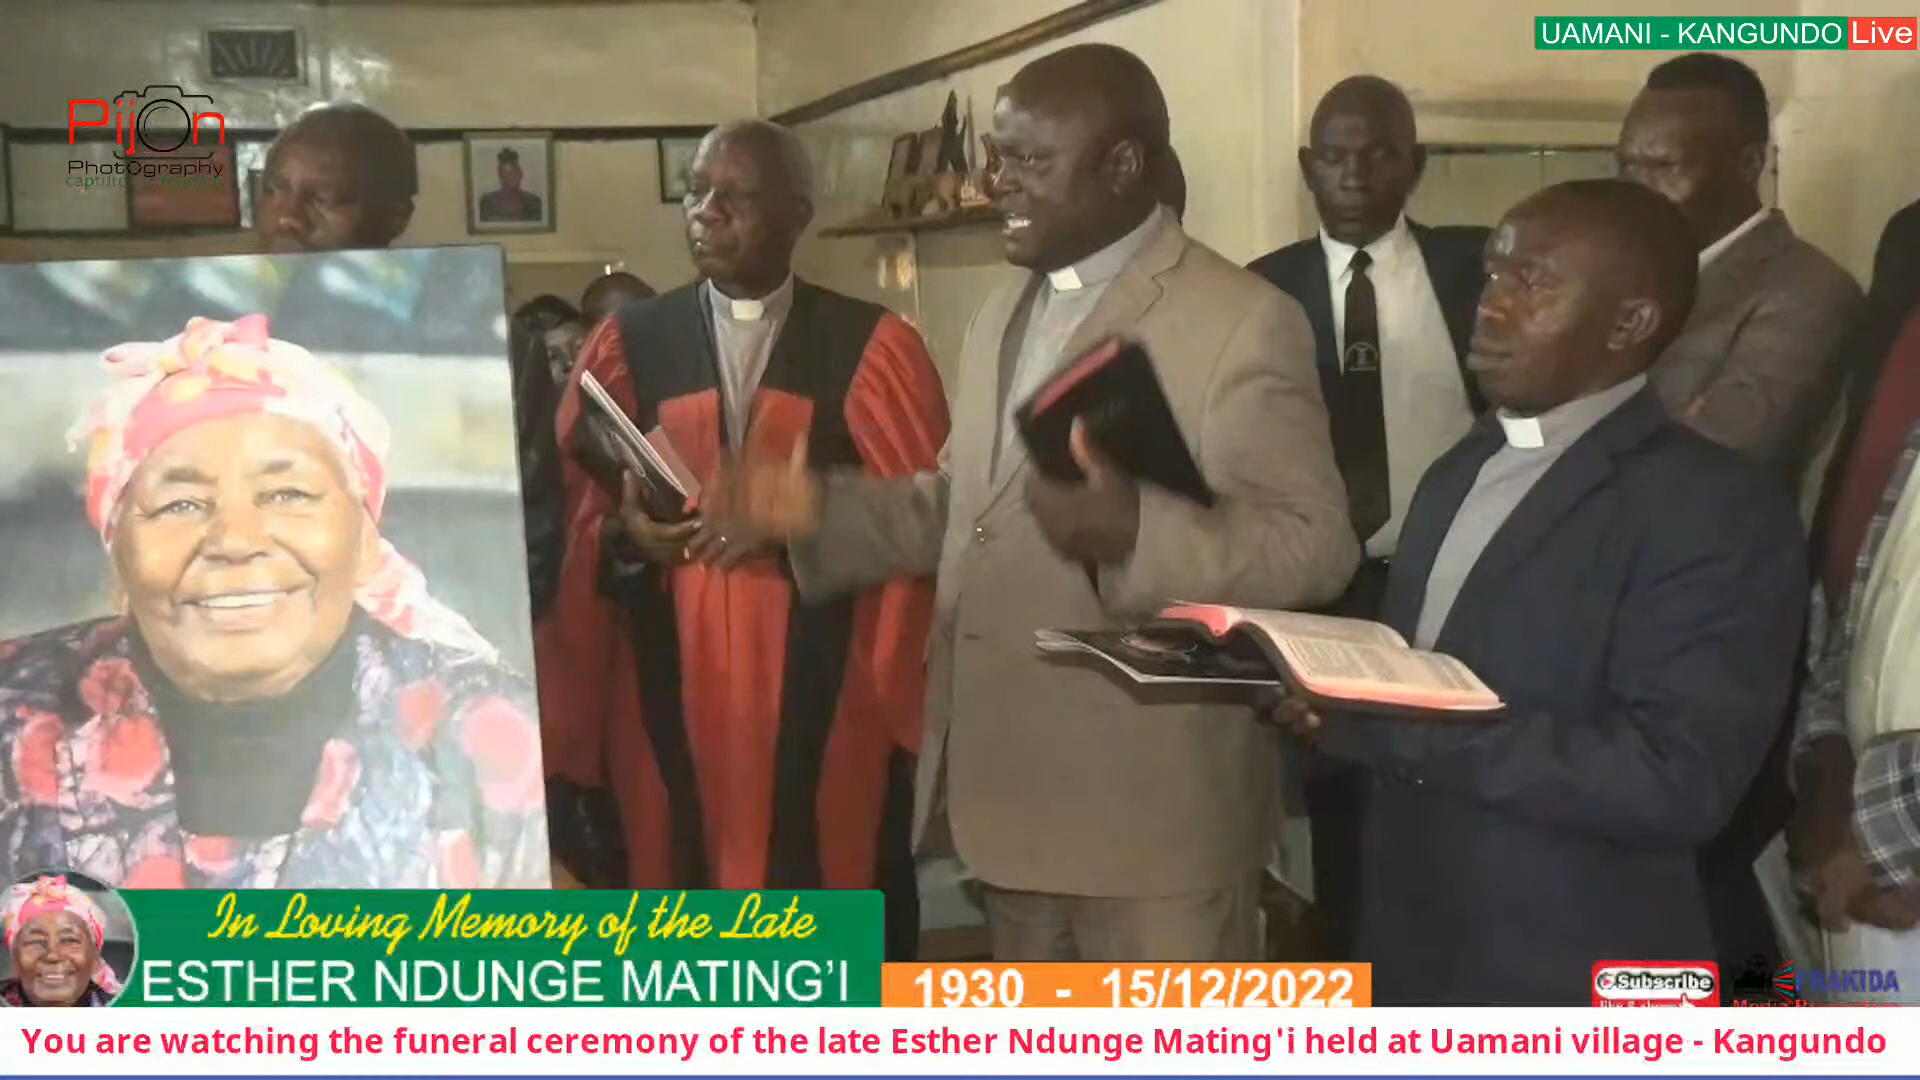 UAMANI - KANGUNDO Live
Pijon
PhotOgraphy
In Loving Memory of the Late
ESTHER NDUNGE MATING'I
1930 - 15/12/2022
Subscribe
You are watching the funeral ceremony of the late Esther Ndunge Mating'i held at Uamani village - Kangundo